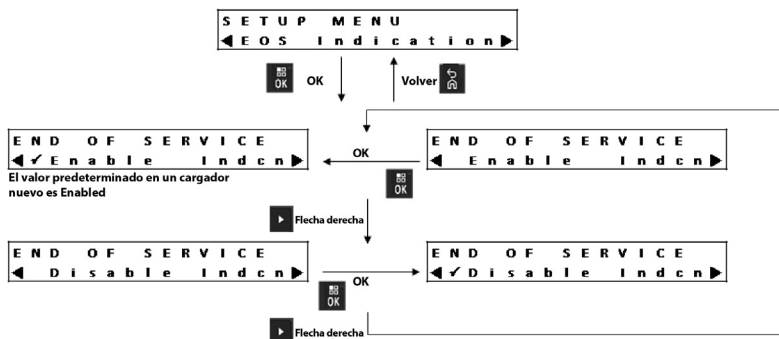 SETUP MENU
◀EOS Indication▶
OK OK
Volver
END OF SERVICE
◀✓Enable Indcn▶
El valor predeterminado en un cargador
nuevo es Enabled
OK
OK
END OF SERVICE
◀ Enable Indcn▶
Flecha derecha
END OF SERVICE
◀ Disable Indcn▶
OK
OK
END OF SERVICE
◀✓Disable Indcn▶
Flecha derecha